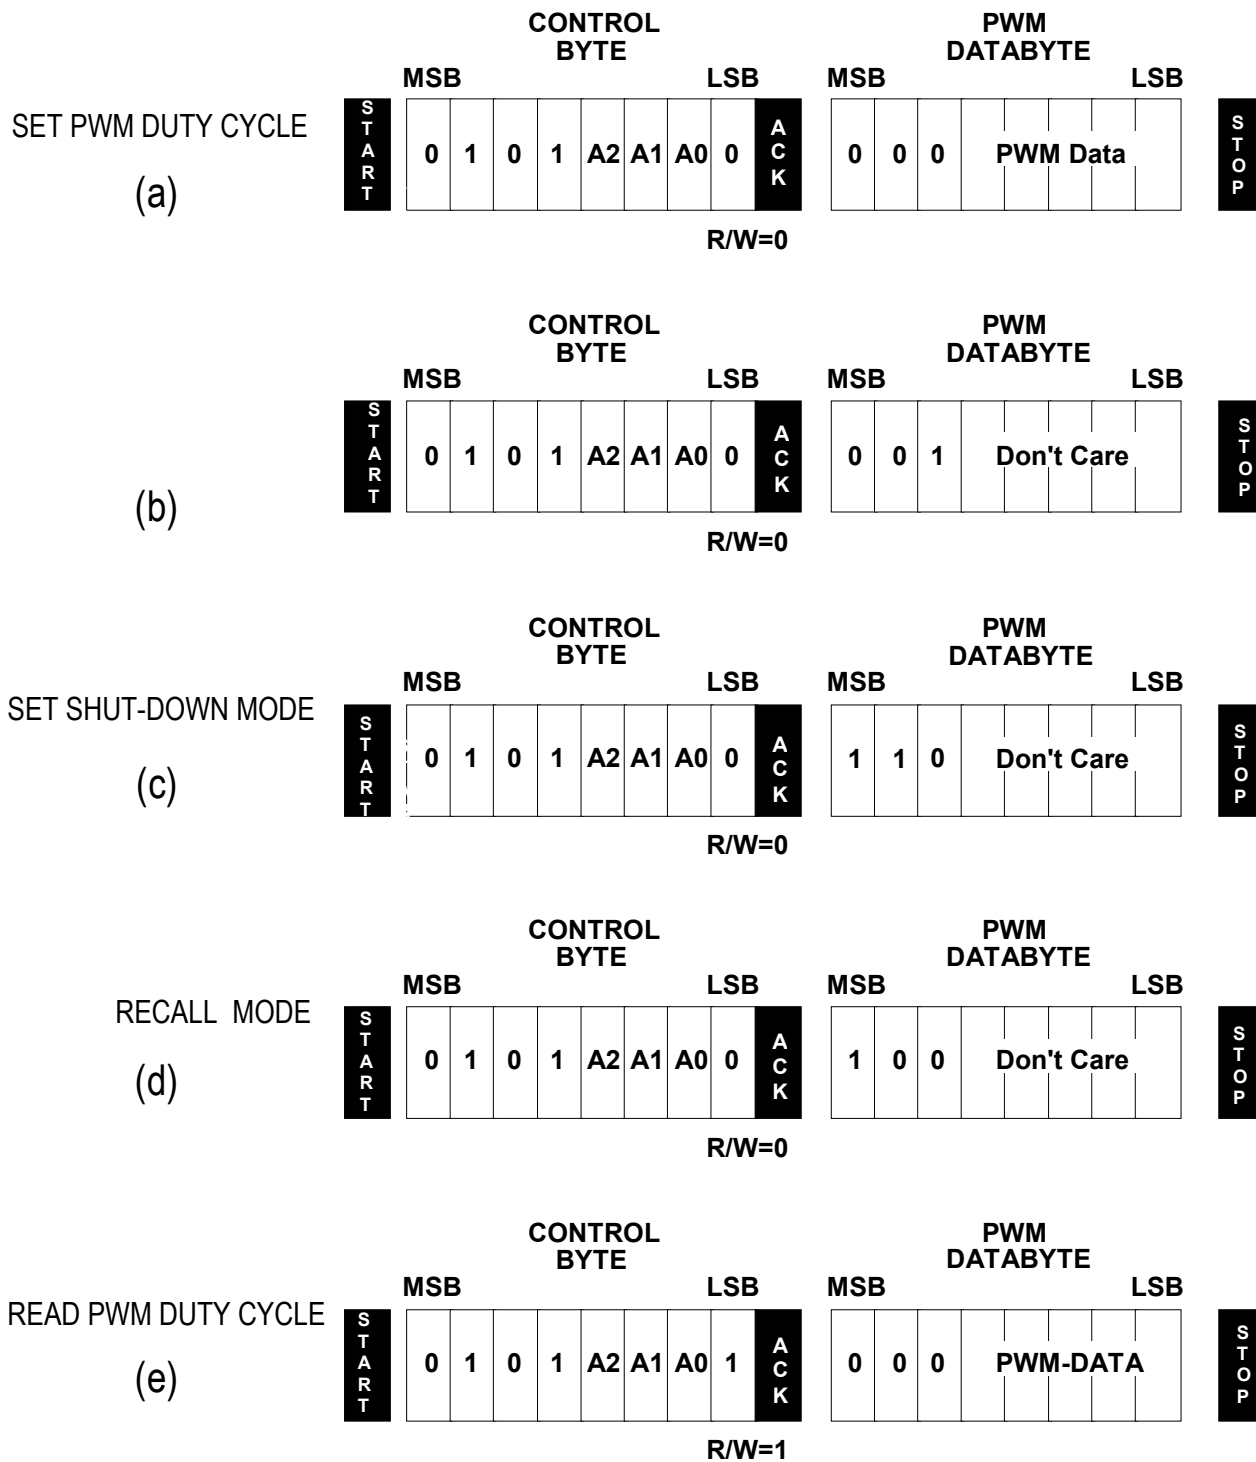 CONTROL PWM
BYTE DATABYTE
MSB LSB MSB LSB
SET PWM DUTY CYCLE
(a)
START 0 1 0 1 A2 A1 A0 0 ACK 0 0 0 PWM Data STOP
R/W=0
CONTROL PWM
BYTE DATABYTE
MSB LSB MSB LSB
(b)
START 0 1 0 1 A2 A1 A0 0 ACK 0 0 1 Don't Care STOP
R/W=0
CONTROL PWM
BYTE DATABYTE
MSB LSB MSB LSB
SET SHUT-DOWN MODE
(c)
START 0 1 0 1 A2 A1 A0 0 ACK 1 1 0 Don't Care STOP
R/W=0
CONTROL PWM
BYTE DATABYTE
MSB LSB MSB LSB
RECALL MODE
(d)
START 0 1 0 1 A2 A1 A0 0 ACK 1 0 0 Don't Care STOP
R/W=0
CONTROL PWM
BYTE DATABYTE
MSB LSB MSB LSB
READ PWM DUTY CYCLE
(e)
START 0 1 0 1 A2 A1 A0 1 ACK 0 0 0 PWM-DATA STOP
R/W=1